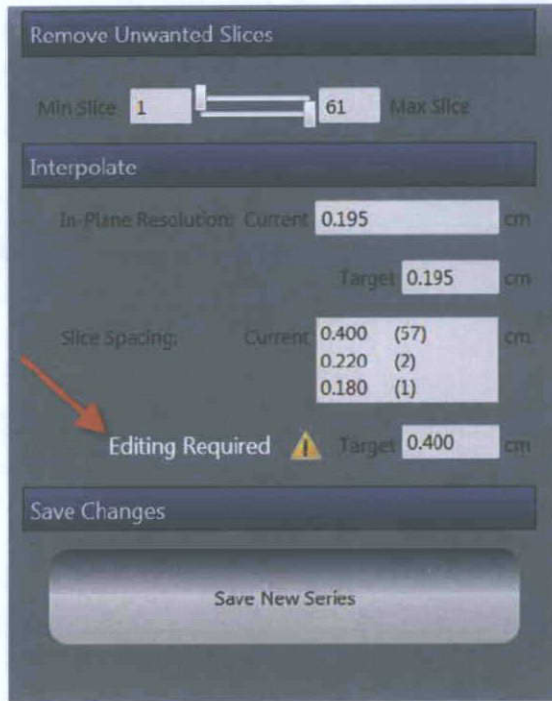 Remove Unwanted Slices
Min Slice 1 61 Max Slice
Interpolate
In-Plane Resolution: Current 0.195 cm
Target 0.195 cm
Slice Spacing: Current 0.400 (57) cm
0.220 (2)
0.180 (1)
Editing Required Target 0.400 cm
Save Changes
Save New Series